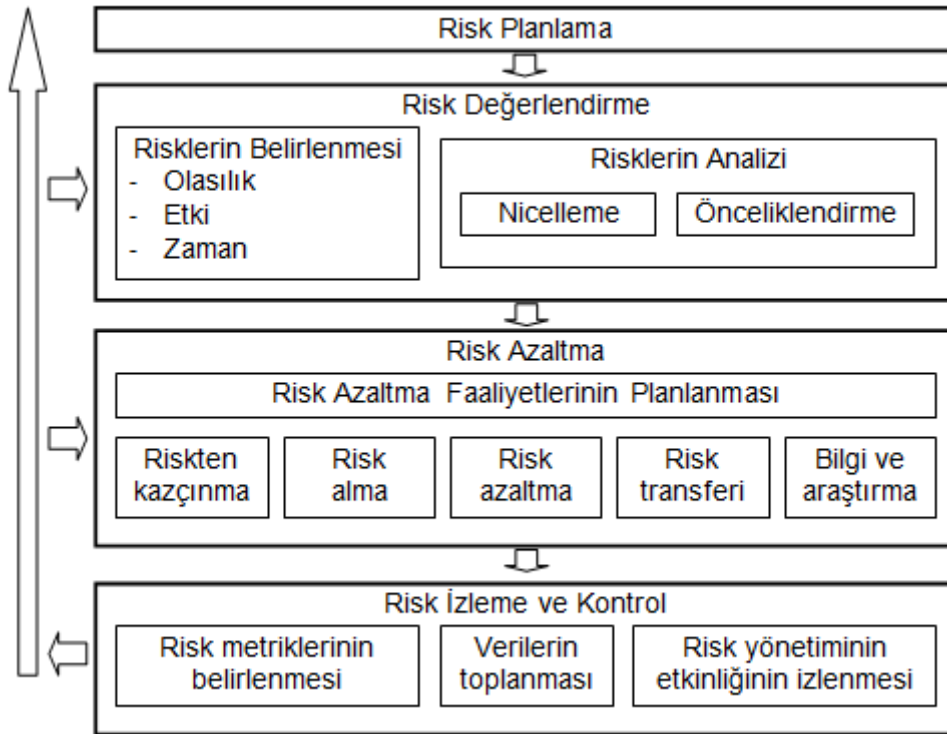 Risk Planlama
Risk Değerlendirme
Risklerin Belirlenmesi
- Olasılık
- Etki
- Zaman
Risklerin Analizi
Nicelleme
Önceliklendirme
Risk Azaltma
Risk Azaltma Faaliyetlerinin Planlanması
Riskten
kazçınma
Risk
alma
Risk
azaltma
Risk
transferi
Bilgi ve
araştırma
Risk İzleme ve Kontrol
Risk metriklerinin
belirlenmesi
Verilerin
toplanması
Risk yönetiminin
etkinliğinin izlenmesi